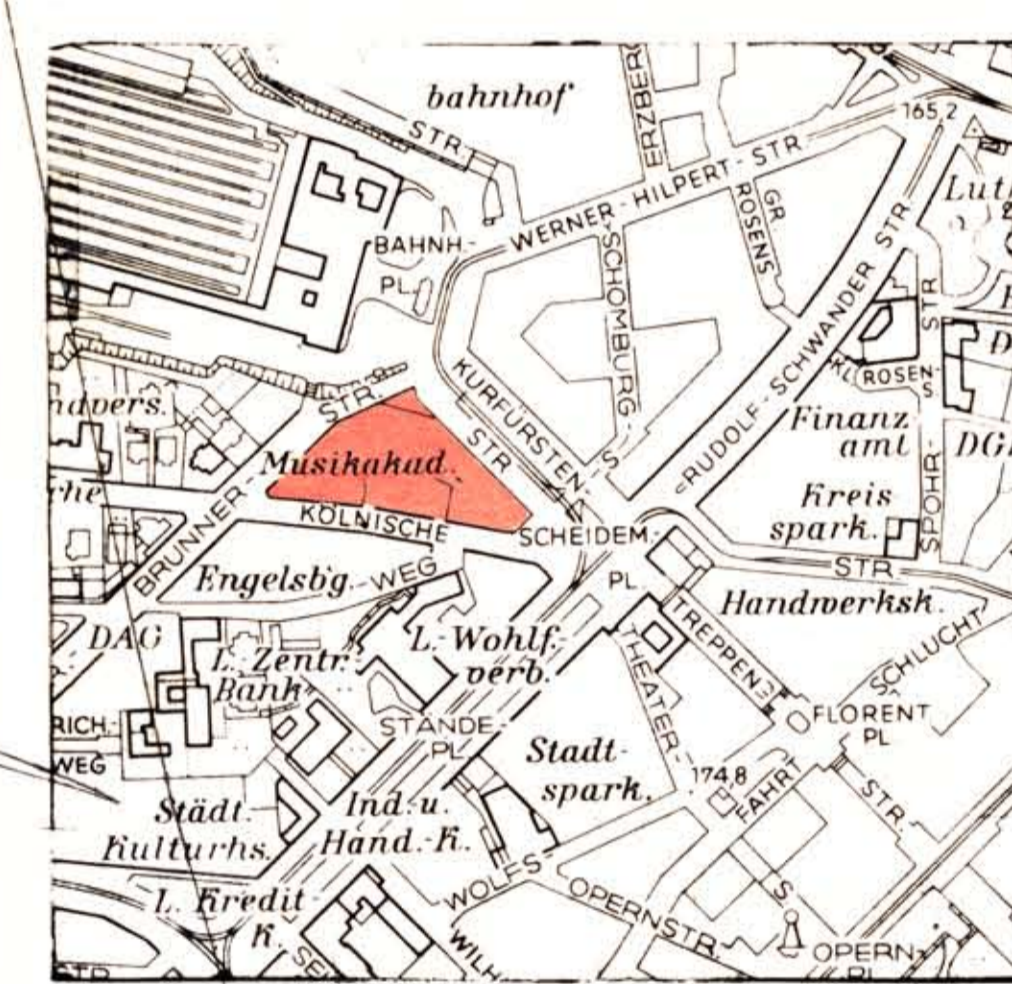 bahnhof
STR.
ERZBERG
165,2
WERNER-HILPERT-STR.
GR.
ROSENS
BAHNH.-
PL.
SCHOMBURG
S
RUDOLF-SCHWANDER STR.
STR
KL.
ROSEN-
S
KURFÜRSTEN-
STR
STR.
Musikakad.
Finanz
amt
DG
Kreis
spark.
SPOHR-
KÖLNISCHE
SCHEIDEM.-
PL.
BRUNNER-
Engelsbg.
WEG
STR
Handwerksk.
DAG
L. Zentr.-
Bank
L.-Wohlf.-
verb.
TREPPEN
THEATER-
SCHLUCHT
FLORENT
PL
RICH.-
WEG
STÄNDE-
PL.
Stadt-
spark.
174,8
FAHRT
STR.
Städt.
Kulturhs.
Ind. u.
Hand.-K.
WOLFS-
OPERNSTR.
S
L. Kredit-
K.
WILH
OPERN-
PL
STR